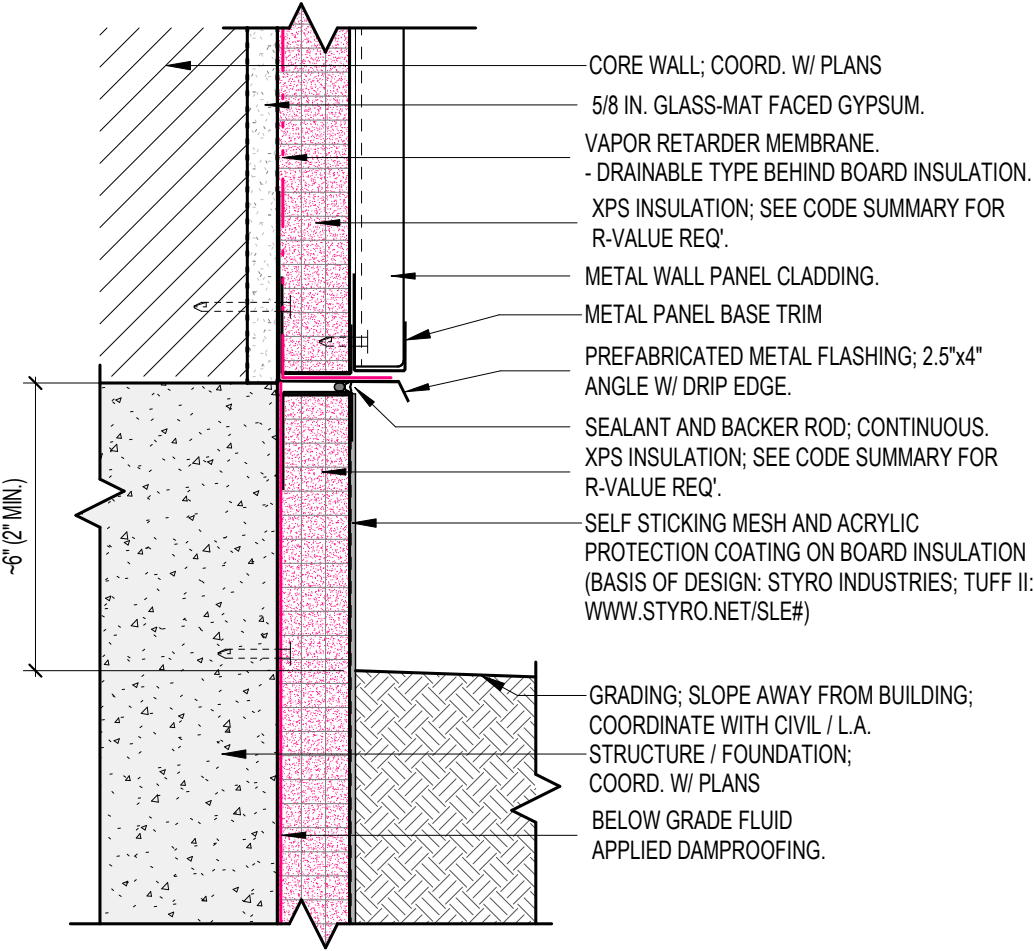 CORE WALL; COORD. W/ PLANS
5/8 IN. GLASS-MAT FACED GYPSUM.
VAPOR RETARDER MEMBRANE.
- DRAINABLE TYPE BEHIND BOARD INSULATION.
XPS INSULATION; SEE CODE SUMMARY FOR
R-VALUE REQ'.
METAL WALL PANEL CLADDING.
METAL PANEL BASE TRIM
PREFABRICATED METAL FLASHING; 2.5"x4"
ANGLE W/ DRIP EDGE.
SEALANT AND BACKER ROD; CONTINUOUS.
XPS INSULATION; SEE CODE SUMMARY FOR
R-VALUE REQ'.
~6" (2" MIN.)
SELF STICKING MESH AND ACRYLIC
PROTECTION COATING ON BOARD INSULATION
(BASIS OF DESIGN: STYRO INDUSTRIES; TUFF II:
WWW.STYRO.NET/SLE#)
GRADING; SLOPE AWAY FROM BUILDING;
COORDINATE WITH CIVIL / L.A.
STRUCTURE / FOUNDATION;
COORD. W/ PLANS
BELOW GRADE FLUID
APPLIED DAMPROOFING.